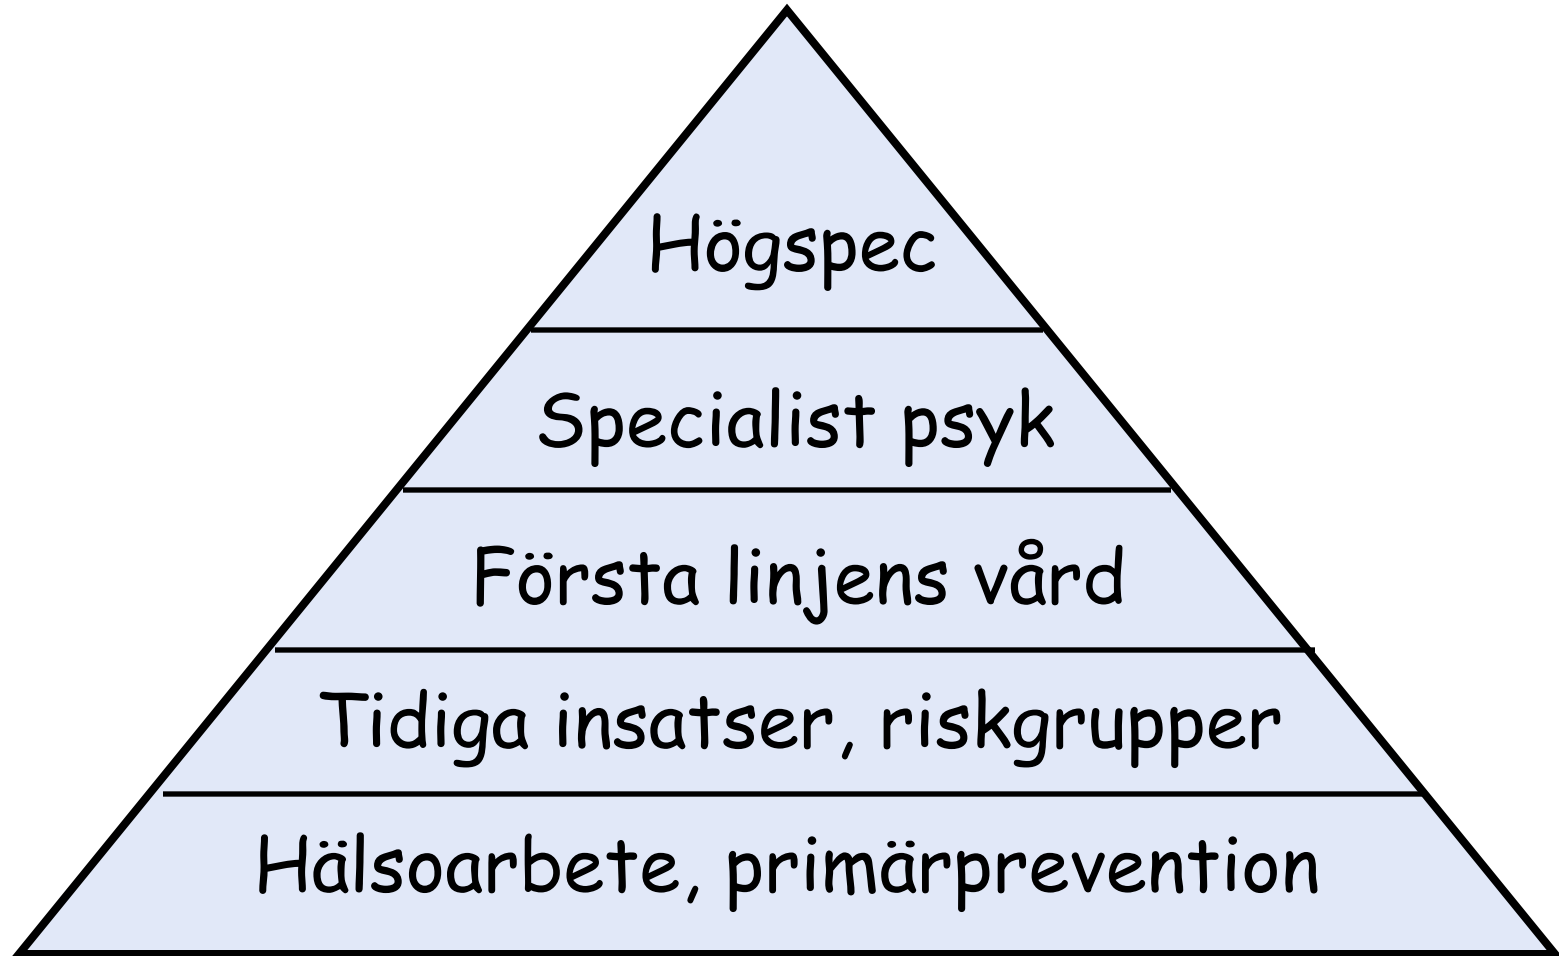 Högspec
Specialist psyk
Första linjens vård
Tidiga insatser, riskgrupper
Hälsoarbete, primärprevention